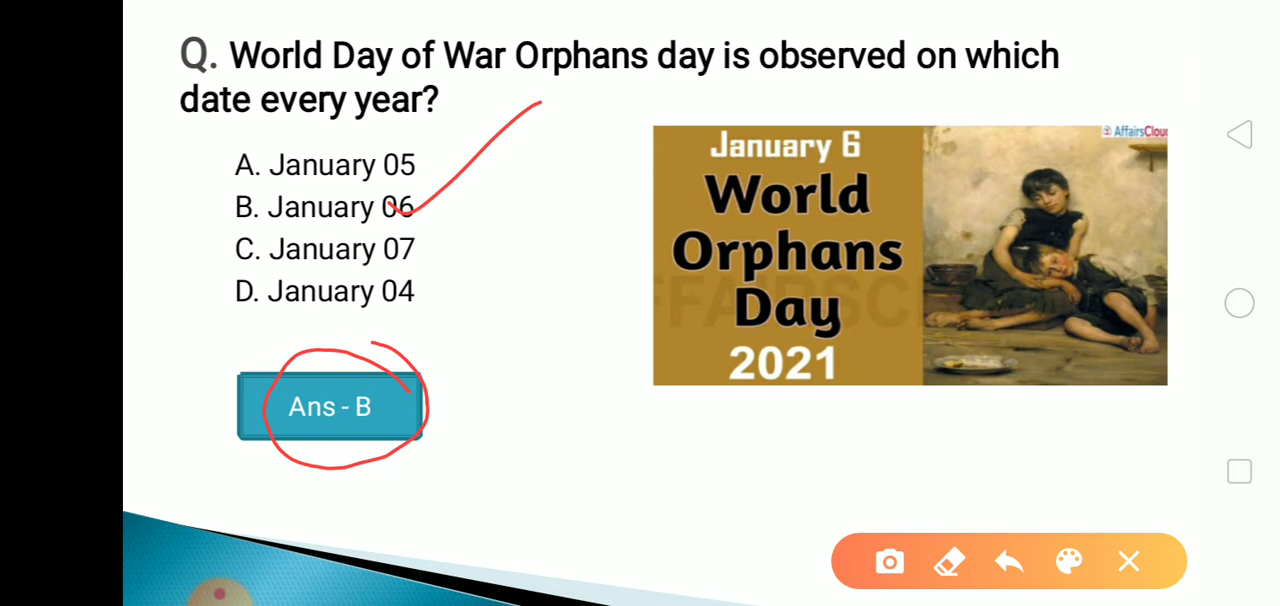 Q. World Day of War Orphans day is observed on which
date every year?
A. January 05
B. January 06
C. January 07
D. January 04
Ans - B
January 6
World
Orphans
Day
2021
AffairsClou